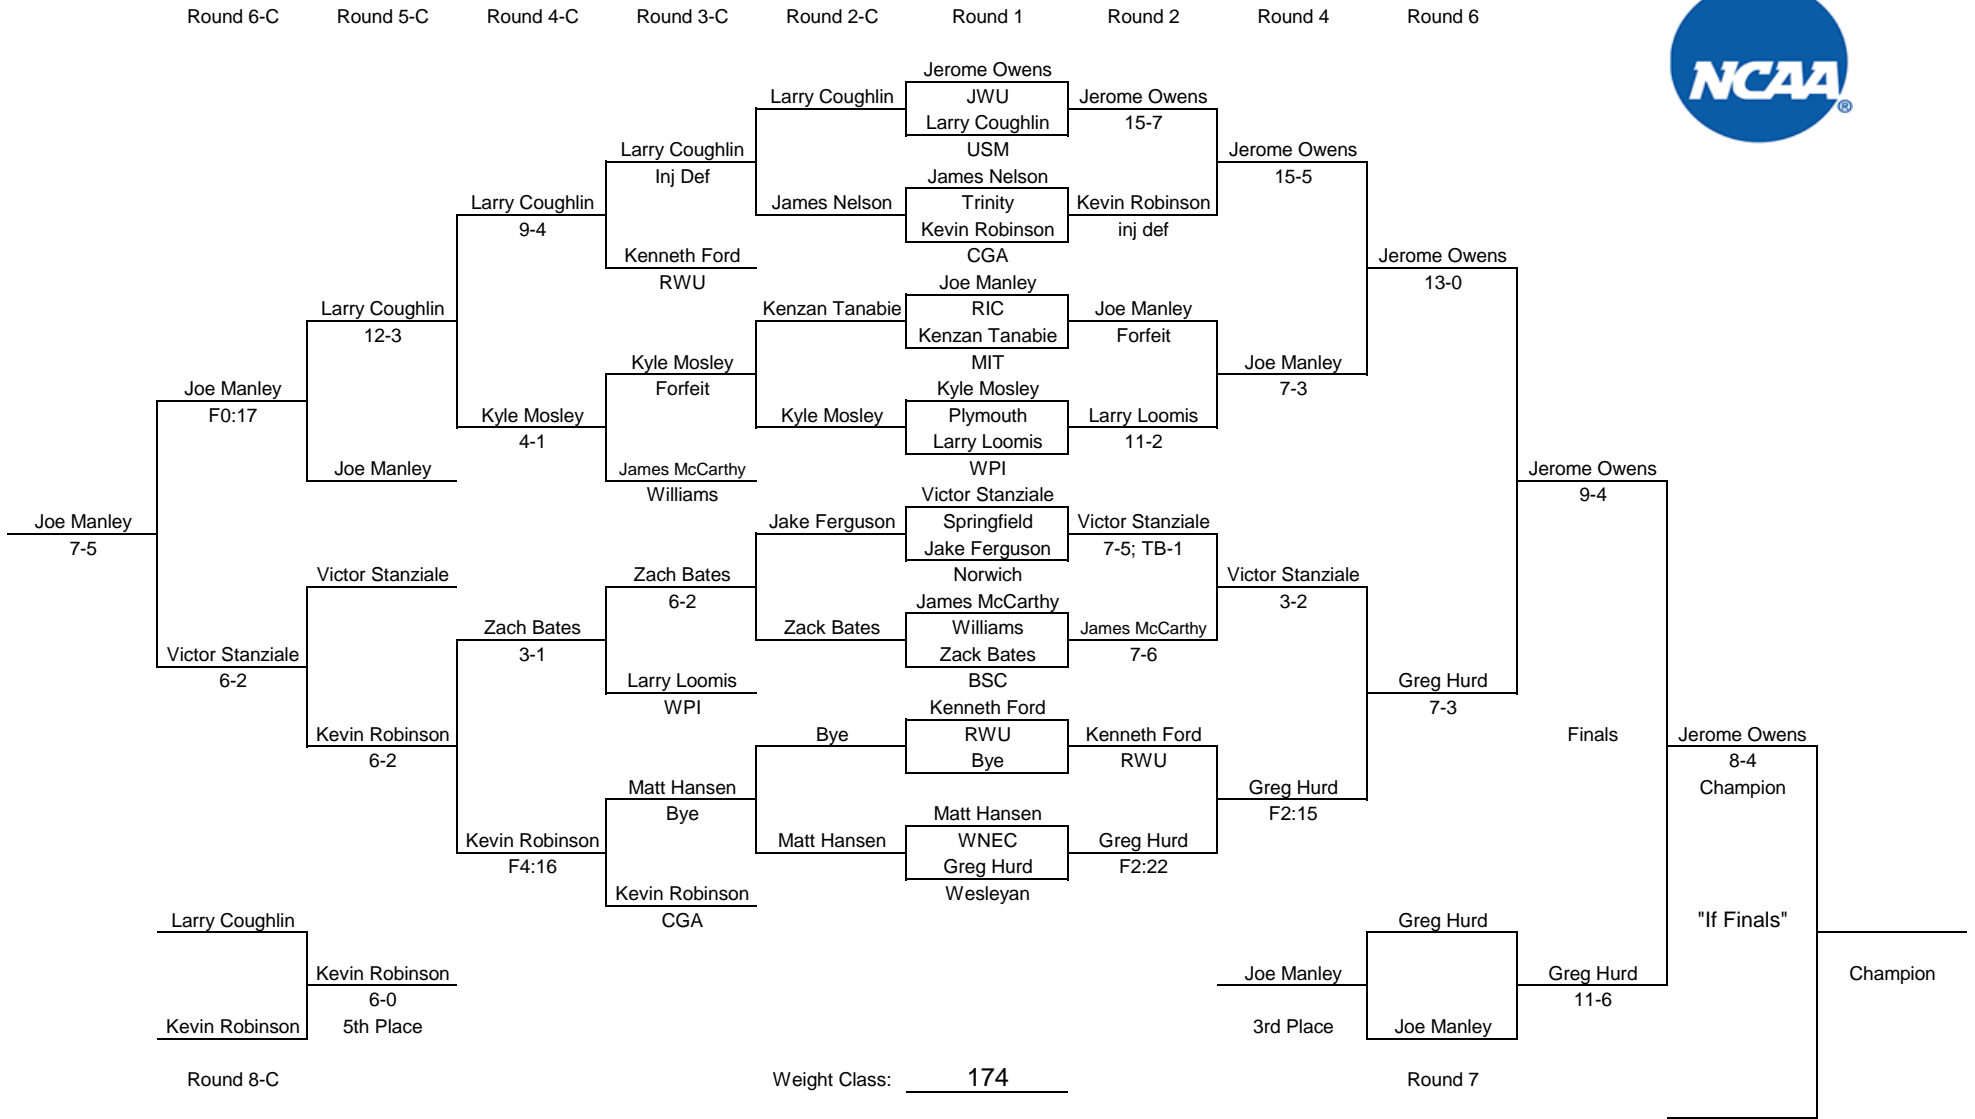 Round 6-C Round 5-C Round 4-C Round 3-C Round 2-C Round 1 Round 2 Round 4 Round 6
NCAA®
Jerome Owens
Larry Coughlin JWU Jerome Owens
Larry Coughlin 15-7
Larry Coughlin USM Jerome Owens
Inj Def James Nelson 15-5
Larry Coughlin James Nelson Trinity Kevin Robinson
9-4 Kevin Robinson inj def
Kenneth Ford CGA Jerome Owens
RWU Joe Manley 13-0
Larry Coughlin Kenzan Tanabie RIC Joe Manley
12-3 Kenzan Tanabie Forfeit
Kyle Mosley MIT Joe Manley
Joe Manley Forfeit Kyle Mosley 7-3
F0:17 Kyle Mosley Kyle Mosley Plymouth Larry Loomis
4-1 Larry Loomis 11-2
Joe Manley James McCarthy WPI Jerome Owens
Williams Victor Stanziale 9-4
Joe Manley Jake Ferguson Springfield Victor Stanziale
7-5 Jake Ferguson 7-5; TB-1
Victor Stanziale Zach Bates Norwich Victor Stanziale
6-2 James McCarthy 3-2
Zach Bates Zack Bates Williams James McCarthy
Victor Stanziale 3-1 Zack Bates 7-6
6-2 Larry Loomis BSC Greg Hurd
WPI Kenneth Ford 7-3
Kevin Robinson Bye RWU Kenneth Ford Finals Jerome Owens
6-2 Bye RWU 8-4
Matt Hansen Greg Hurd Champion
Bye Matt Hansen F2:15
Kevin Robinson Matt Hansen WNEC Greg Hurd
F4:16 Greg Hurd F2:22
Kevin Robinson Wesleyan
Larry Coughlin CGA Greg Hurd "If Finals"
Kevin Robinson Joe Manley Greg Hurd Champion
6-0 11-6
Kevin Robinson 5th Place 3rd Place Joe Manley
Round 8-C Weight Class: 174 Round 7